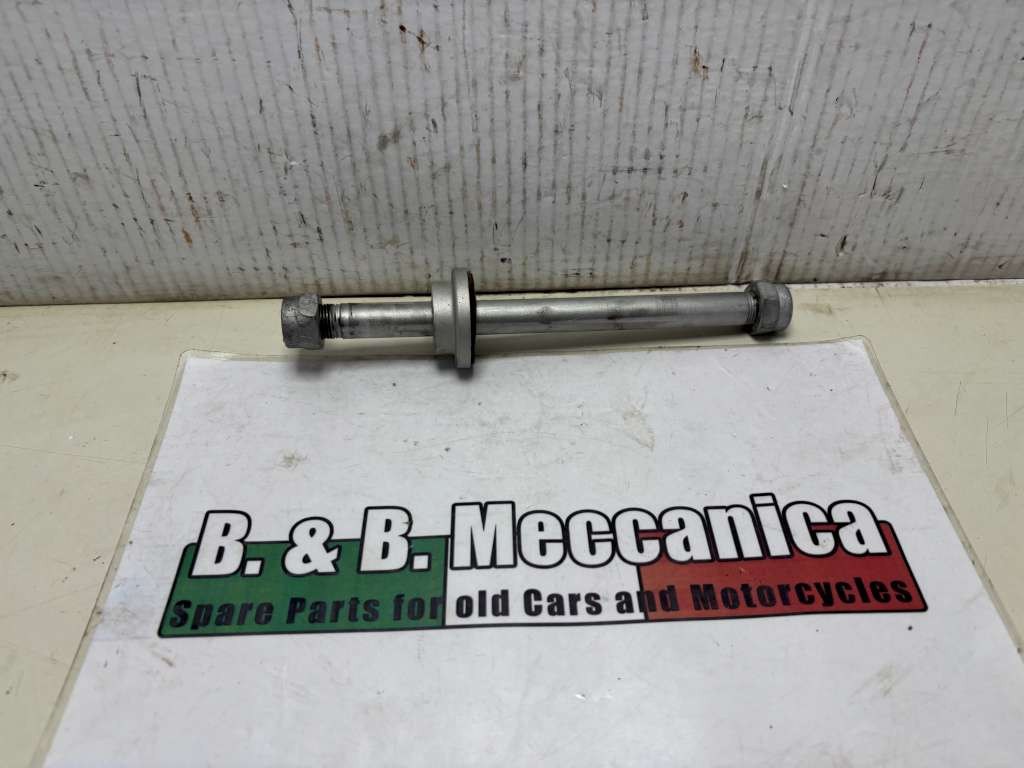 B. & B. Meccanica
Spare Parts for old Cars and Motorcycles